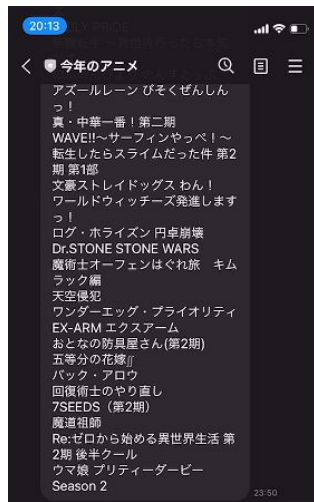 20:13
今年のアニメ
アズールレーン びそくぜんしん
っ！
真・中華一番！第二期
WAVE!!～サーフィンやっぺ！～
転生したらスライムだった件 第2
期 第1部
文豪ストレイドッグス わん！
ワールドウィッチーズ発進します
っ！
ログ・ホライズン 円卓崩壊
Dr.STONE STONE WARS
魔術士オーフェンはぐれ旅　キム
ラック編
天空侵犯
ワンダーエッグ・プライオリティ
EX-ARM エクスアーム
おとなの防具屋さん(第2期)
五等分の花嫁∬
バック・アロウ
回復術士のやり直し
7SEEDS（第2期）
魔道祖師
Re:ゼロから始める異世界生活 第
2期 後半クール
ウマ娘 プリティーダービー
Season 2
23:50